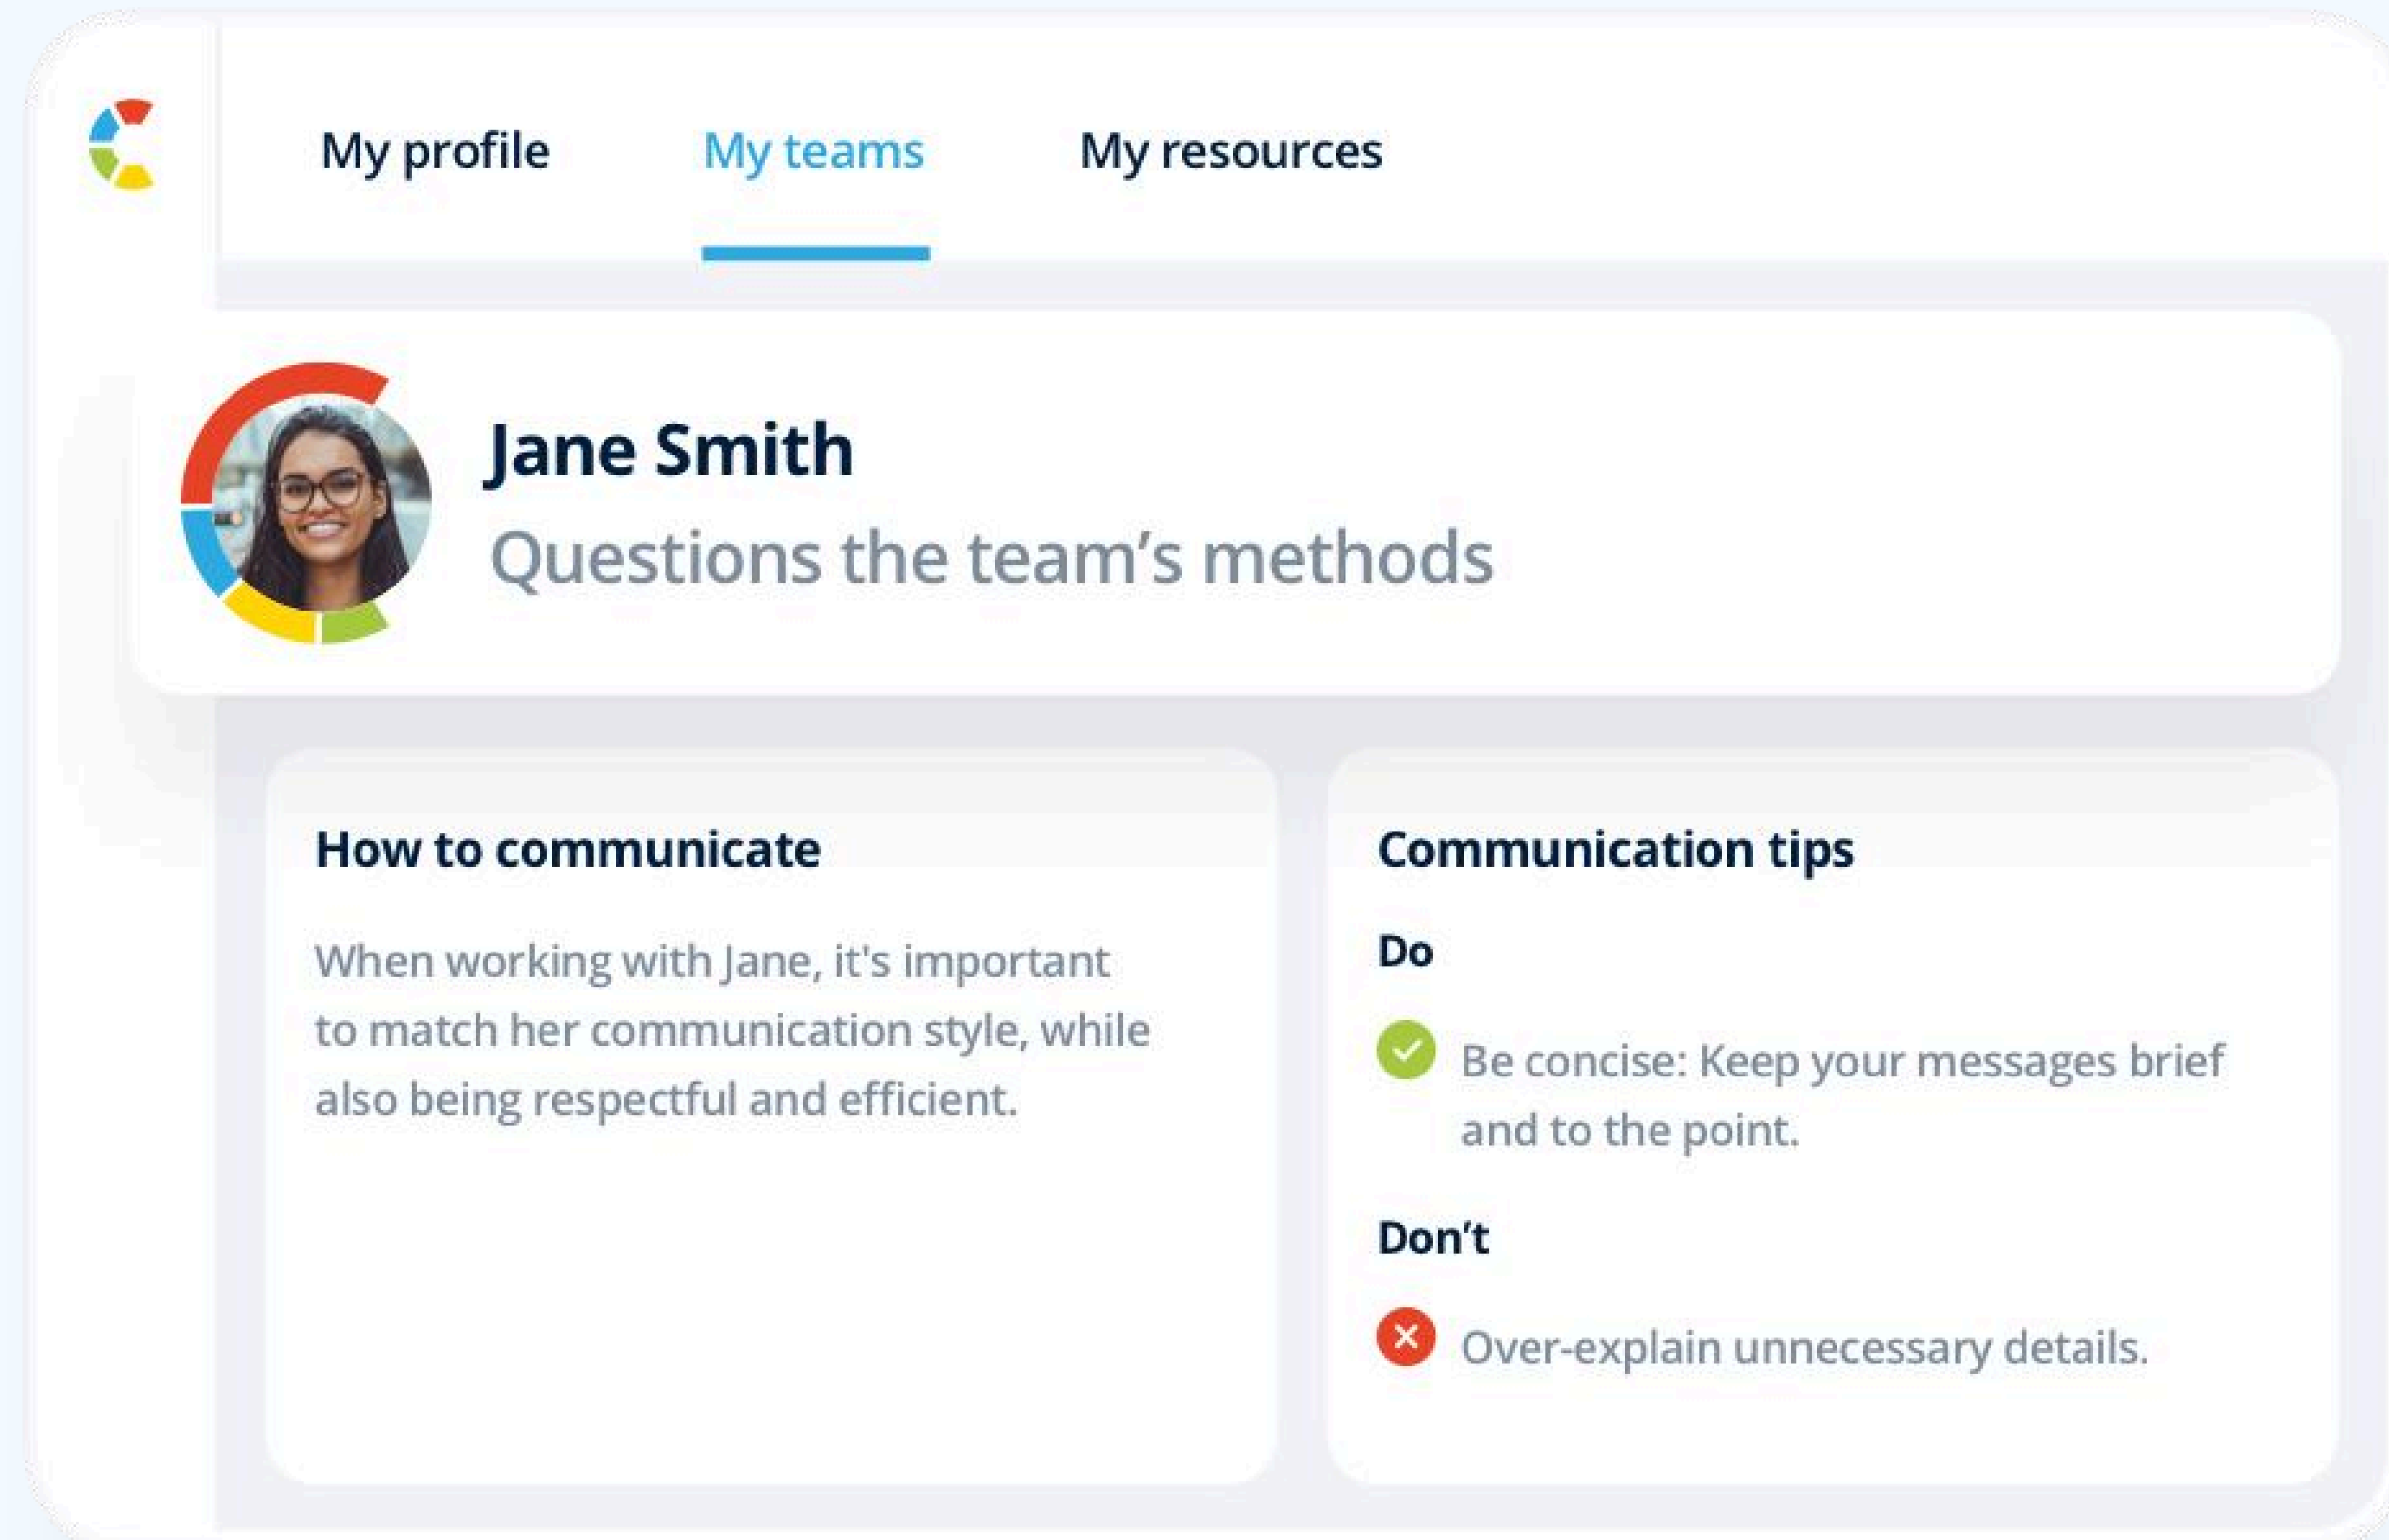 My profile
My teams
My resources
Jane Smith
Questions the team’s methods
How to communicate
When working with Jane, it's important
to match her communication style, while
also being respectful and efficient.
Communication tips
Do
Be concise: Keep your messages brief
and to the point.
Don’t
Over-explain unnecessary details.